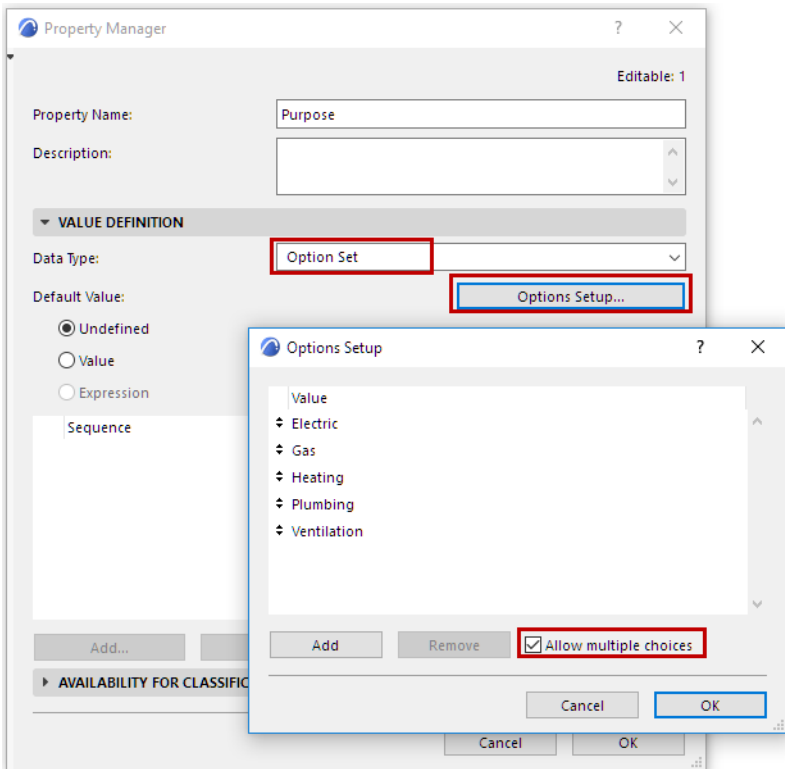 Property Manager
?
Editable: 1
Property Name:
Purpose
Description:
VALUE DEFINITION
Data Type:
Option Set
Default Value:
Options Setup...
Undefined
Value
Expression
Sequence
Add...
AVAILABILITY FOR CLASSIFIC
Cancel
OK
Options Setup
?
Value
Electric
Gas
Heating
Plumbing
Ventilation
Add
Remove
Allow multiple choices
Cancel
OK